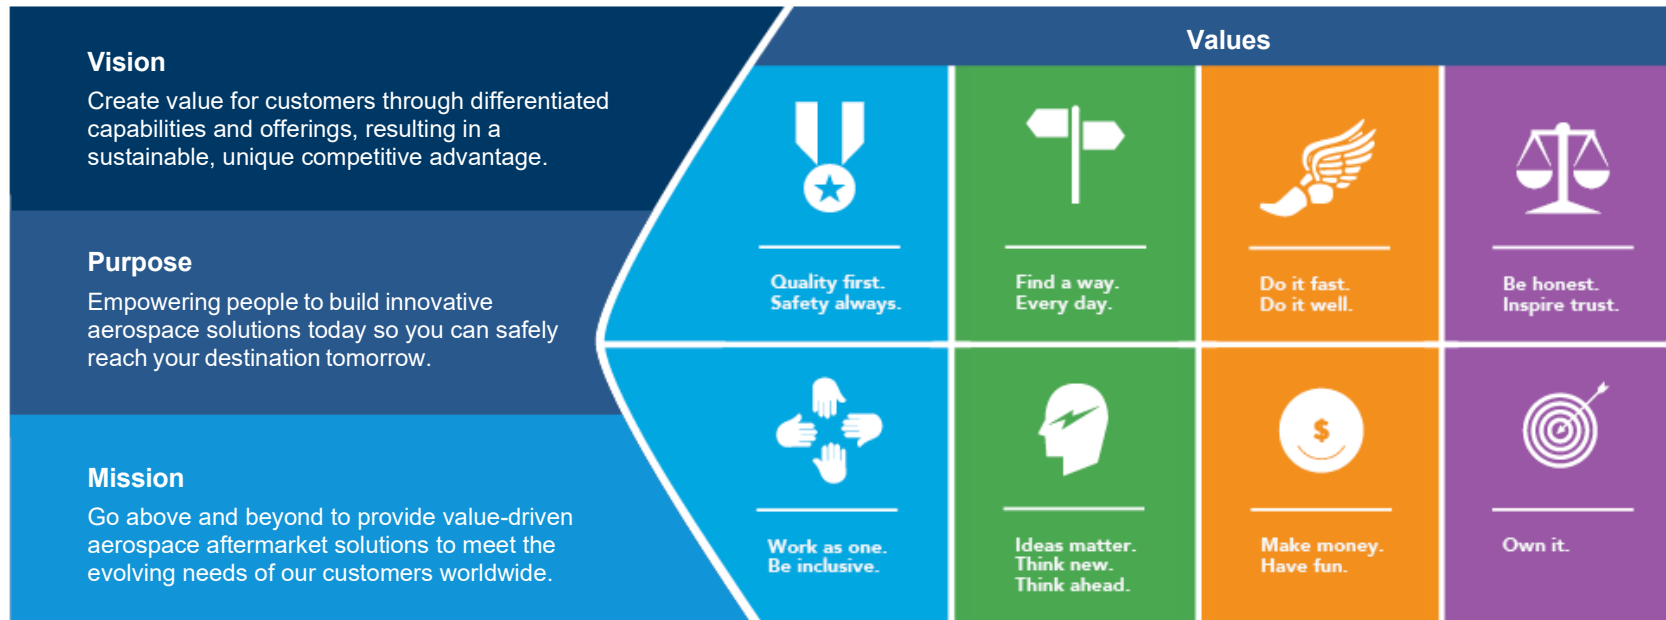 Vision
Create value for customers through differentiated
capabilities and offerings, resulting in a
sustainable, unique competitive advantage.
Purpose
Empowering people to build innovative
aerospace solutions today so you can safely
reach your destination tomorrow.
Mission
Go above and beyond to provide value-driven
aerospace aftermarket solutions to meet the
evolving needs of our customers worldwide.
Values
Quality first.
Safety always.
Find a way.
Every day.
Do it fast.
Do it well.
Be honest.
Inspire trust.
Work as one.
Be inclusive.
Ideas matter.
Think new.
Think ahead.
$
Make money.
Have fun.
Own it.